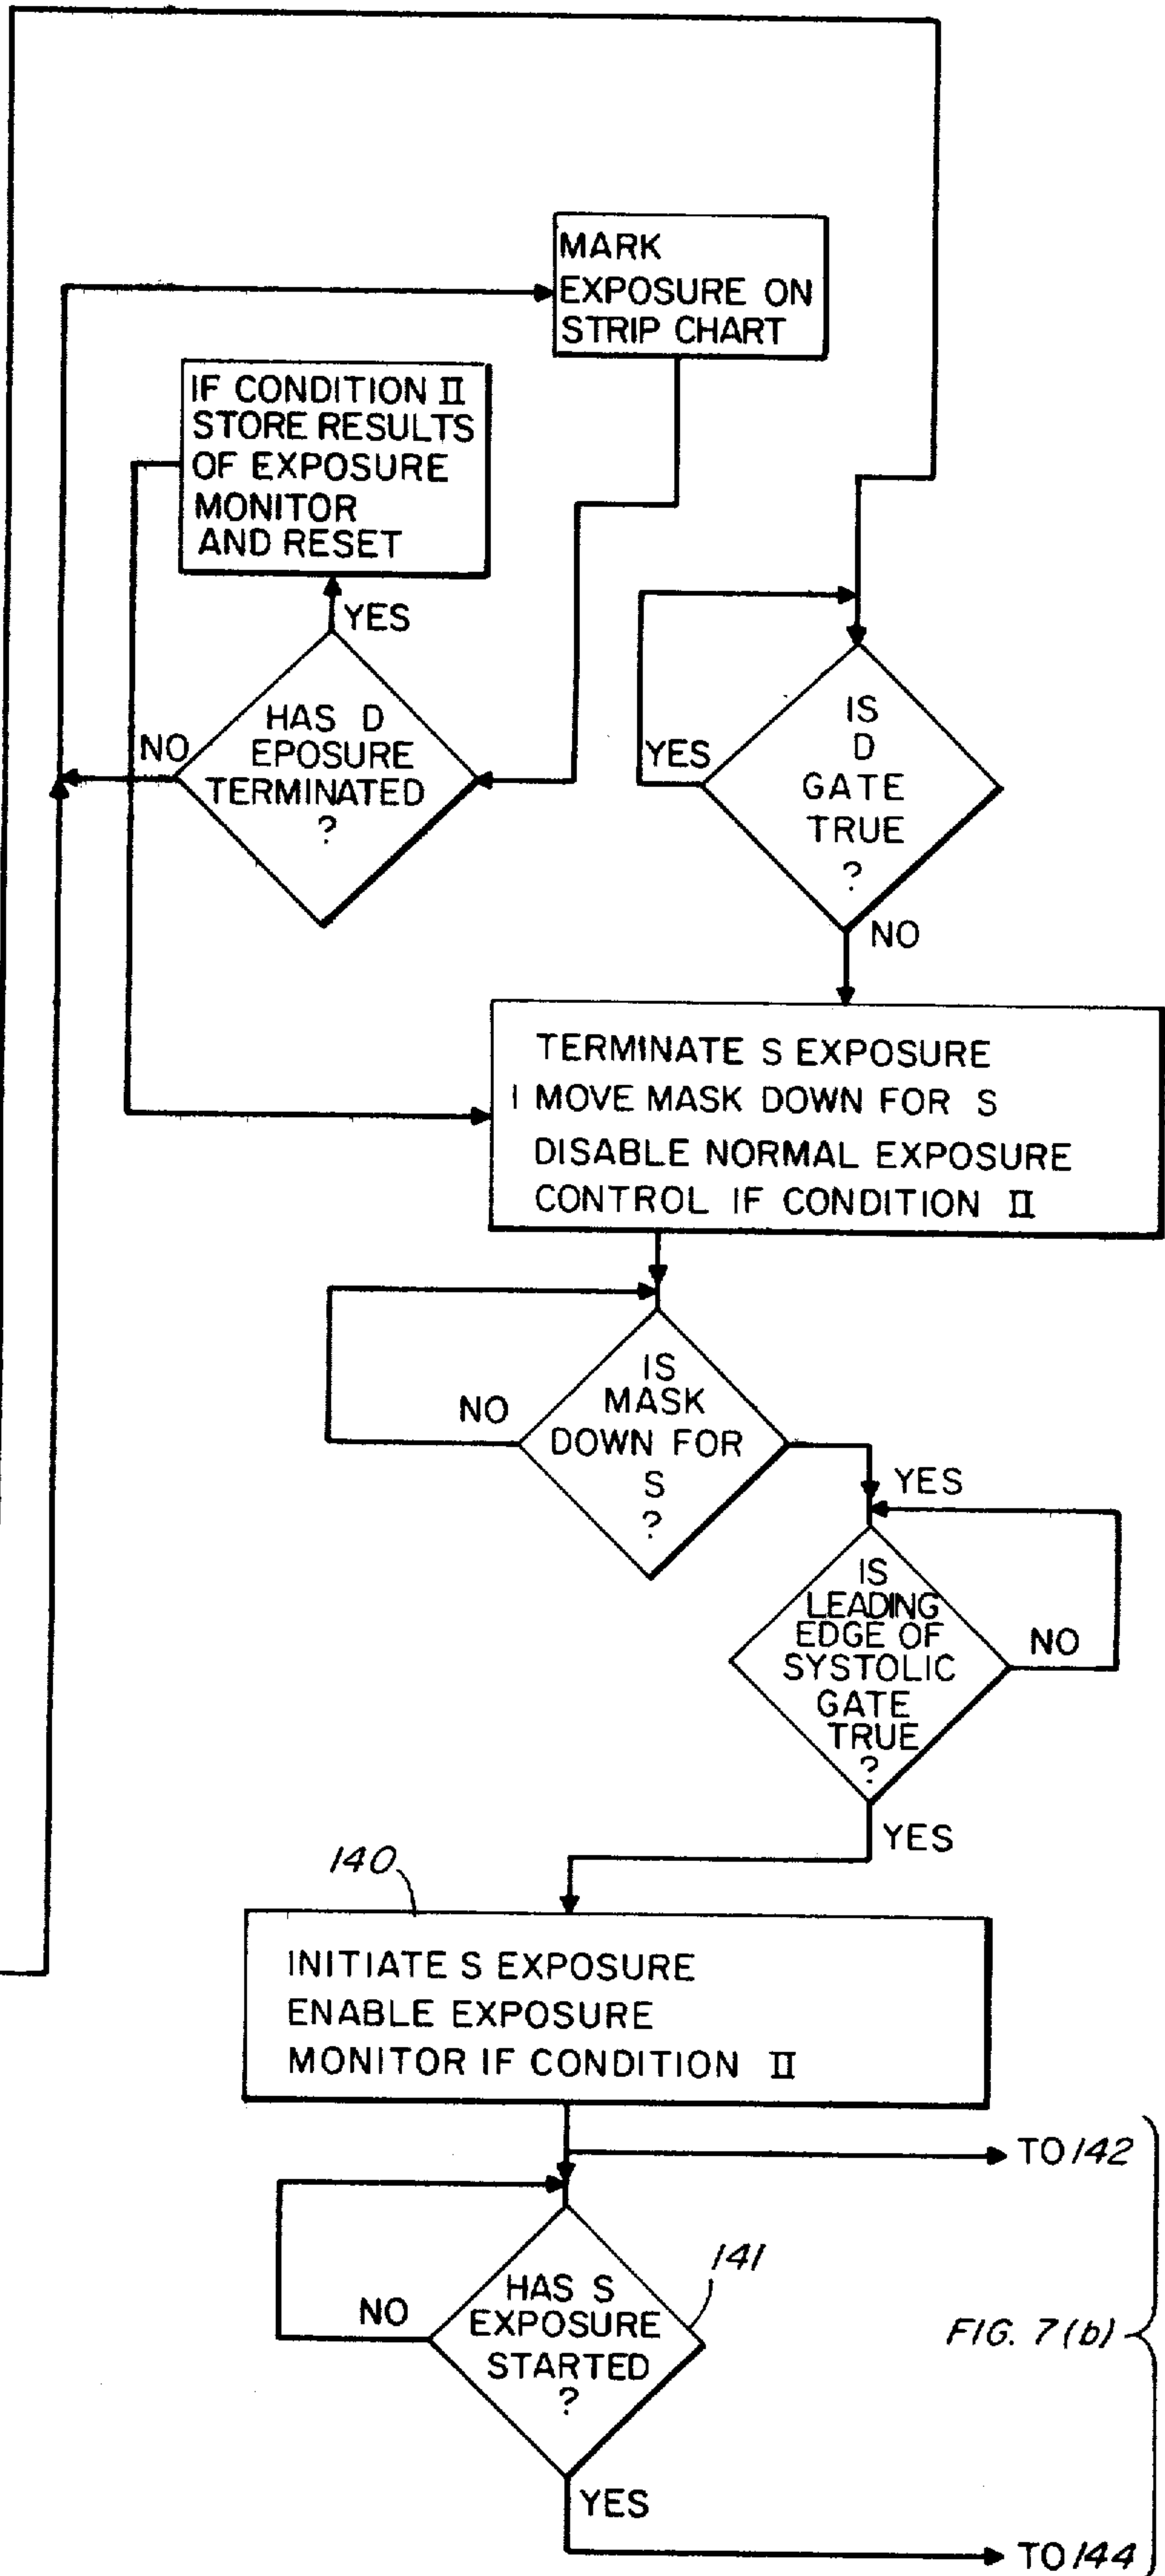 MARK
EXPOSURE ON
STRIP CHART
IF CONDITION II
STORE RESULTS
OF EXPOSURE
MONITOR
AND RESET
YES
HAS D
EPOSURE
TERMINATED
?
NO
IS
D
GATE
TRUE
?
YES
NO
TERMINATE S EXPOSURE
I MOVE MASK DOWN FOR S
DISABLE NORMAL EXPOSURE
CONTROL IF CONDITION II
IS
MASK
DOWN FOR
S
?
NO
YES
IS
LEADING
EDGE OF
SYSTOLIC
GATE
TRUE
?
NO
YES
140
INITIATE S EXPOSURE
ENABLE EXPOSURE
MONITOR IF CONDITION II
TO 142
HAS S
EXPOSURE
STARTED
?
NO
141
FIG. 7(b)
YES
TO 144